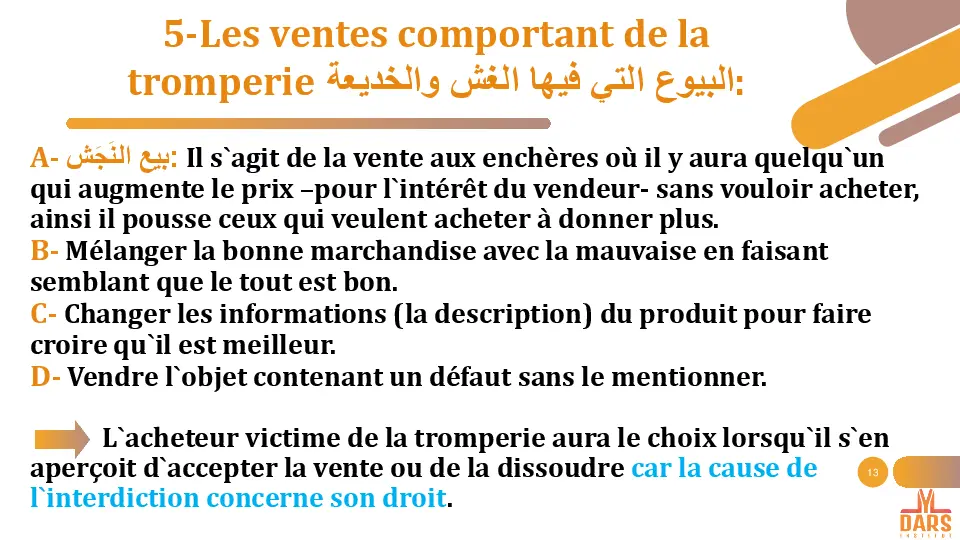 5-Les ventes comportant de la
tromperie البيوع التي فيها الغش والخديعة:
A- بيع النَجَش: Il s`agit de la vente aux enchères où il y aura quelqu`un
qui augmente le prix –pour l`intérêt du vendeur- sans vouloir acheter,
ainsi il pousse ceux qui veulent acheter à donner plus.
B- Mélanger la bonne marchandise avec la mauvaise en faisant
semblant que le tout est bon.
C- Changer les informations (la description) du produit pour faire
croire qu`il est meilleur.
D- Vendre l`objet contenant un défaut sans le mentionner.
L`acheteur victime de la tromperie aura le choix lorsqu`il s`en
aperçoit d`accepter la vente ou de la dissoudre car la cause de
l`interdiction concerne son droit.
13
DARS
INSTITUT